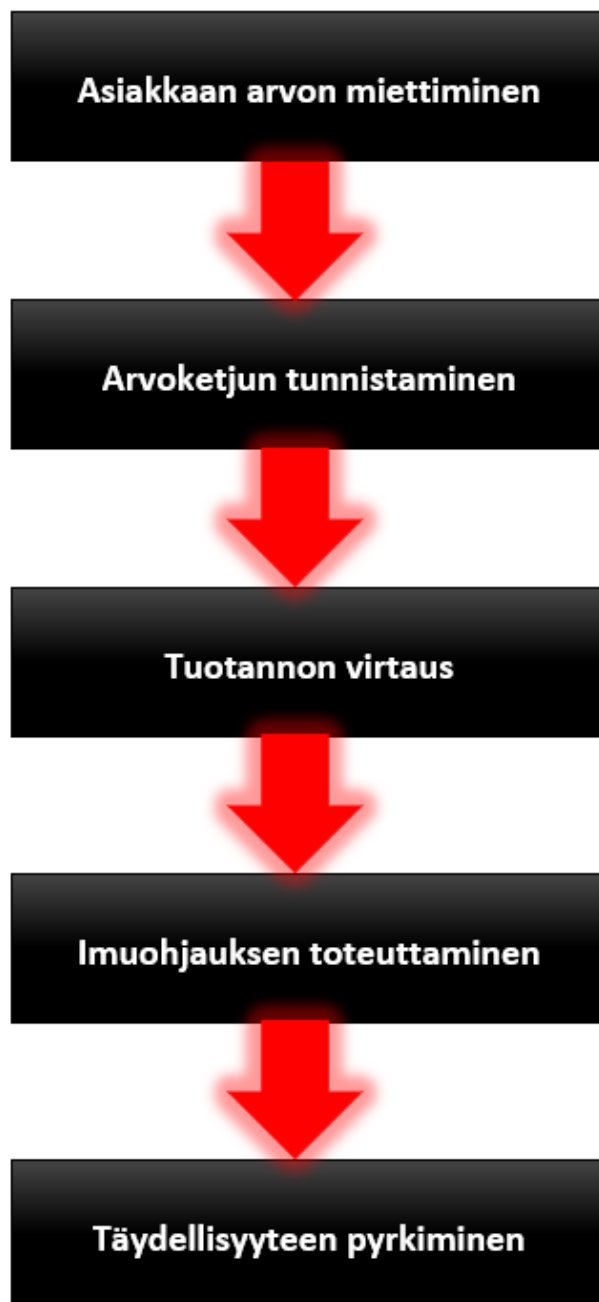 Asiakkaan arvon miettiminen
Arvoketjun tunnistaminen
Tuotannon virtaus
Imuohjauksen toteuttaminen
Täydellisyyteen pyrkiminen